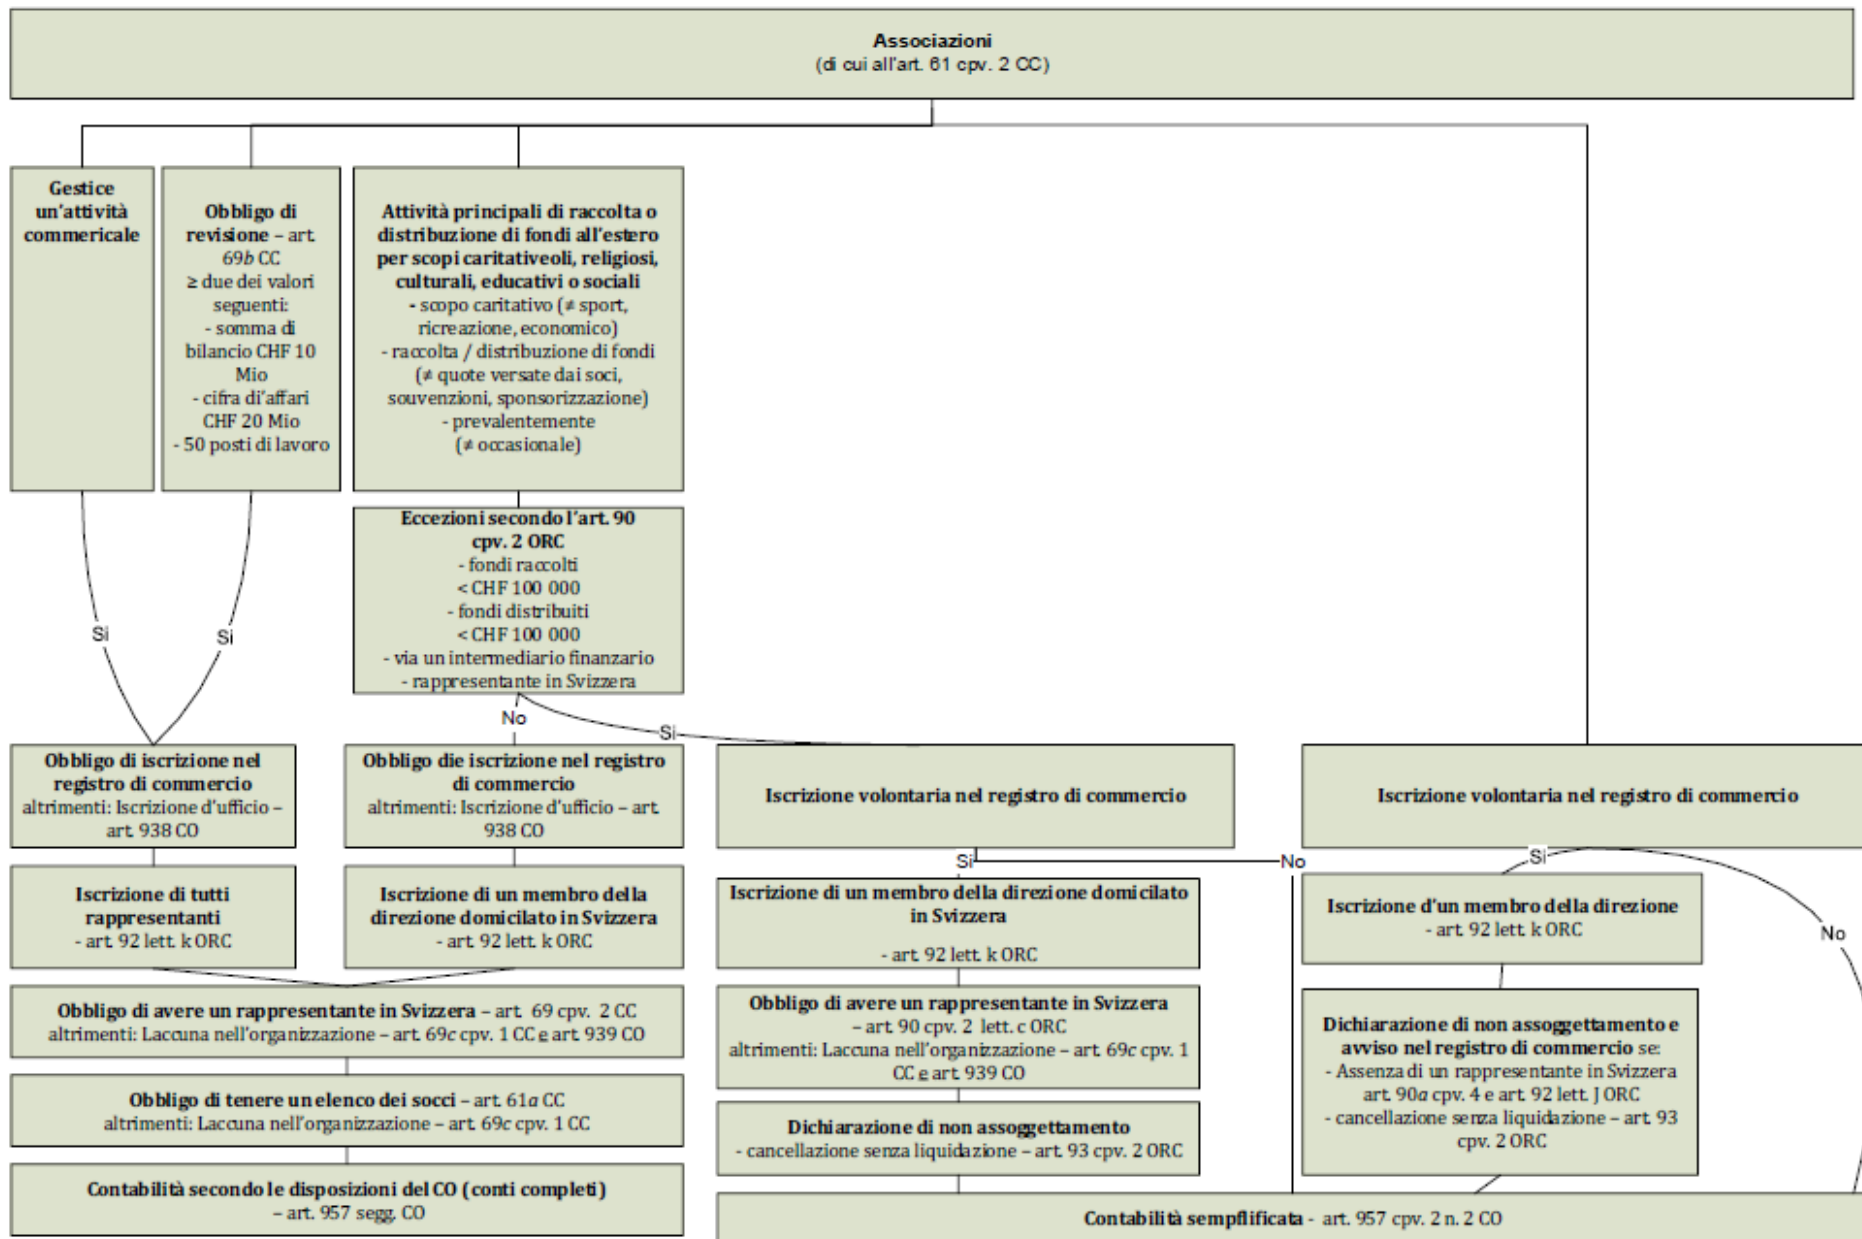 Associazioni
(di cui all'art. 61 cpv. 2 CC)
Gestice
un'attività
commericale
Obbligo di
revisione – art.
69b CC
≥ due dei valori
seguenti:
- somma di
bilancio CHF 10
Mio
- cifra di'affari
CHF 20 Mio
- 50 posti di lavoro
Attività principali di raccolta o
distribuzione di fondi all'estero
per scopi caritativeoli, religiosi,
culturali, educativi o sociali
- scopo caritativo (≠ sport,
ricreazione, economico)
- raccolta / distribuzione di fondi
(≠ quote versate dai soci,
souvenzioni, sponsorizzazione)
- prevalentemente
(≠ occasionale)
Eccezioni secondo l'art. 90
cpv. 2 ORC
- fondi raccolti
< CHF 100 000
- fondi distribuiti
< CHF 100 000
- via un intermediario finanzario
- rappresentante in Svizzera
Si
Si
No
Si
Obbligo di iscrizione nel
registro di commercio
altrimenti: Iscrizione d'ufficio –
art. 938 CO
Obbligo die iscrizione nel registro
di commercio
altrimenti: Iscrizione d'ufficio – art.
938 CO
Iscrizione volontaria nel registro di commercio
Iscrizione volontaria nel registro di commercio
Si
No
Si
No
Iscrizione di tutti
rappresentanti
- art. 92 lett. k ORC
Iscrizione di un membro della
direzione domicilato in Svizzera
- art. 92 lett. k ORC
Iscrizione di un membro della direzione domicilato
in Svizzera
- art. 92 lett. k ORC
Iscrizione d'un membro della direzione
- art. 92 lett. k ORC
Obbligo di avere un rappresentante in Svizzera – art. 69 cpv. 2 CC
altrimenti: Laccuna nell'organizzazione – art. 69c cpv. 1 CC e art. 939 CO
Obbligo di avere un rappresentante in Svizzera
– art. 90 cpv. 2 lett. c ORC
altrimenti: Laccuna nell'organizzazione – art. 69c cpv. 1
CC e art. 939 CO
Dichiarazione di non assoggettamento e
avviso nel registro di commercio se:
- Assenza di un rappresentante in Svizzera
art. 90a cpv. 4 e art. 92 lett. J ORC
- cancellazione senza liquidazione – art. 93
cpv. 2 ORC
Obbligo di tenere un elenco dei socci – art. 61a CC
altrimenti: Laccuna nell'organizzazione – art. 69c cpv. 1 CC
Dichiarazione di non assoggettamento
- cancellazione senza liquidazione – art. 93 cpv. 2 ORC
Contabilità secondo le disposizioni del CO (conti completi)
– art. 957 segg. CO
Contabilità sempflificata - art. 957 cpv. 2 n. 2 CO